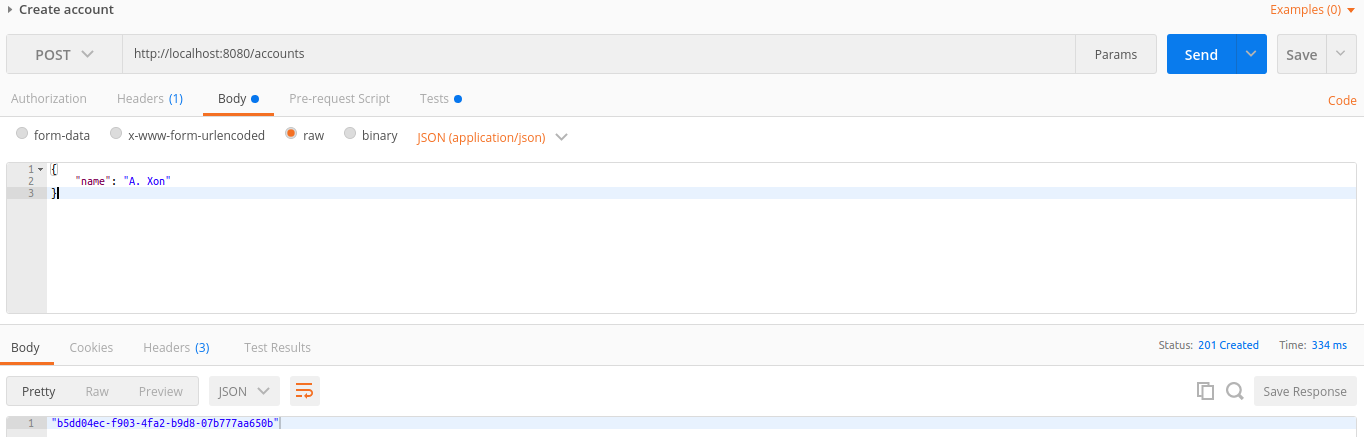 Create account Examples (0)
POST http://localhost:8080/accounts Params Send Save
Authorization Headers (1) Body Pre-request Script Tests Code
form-data x-www-form-urlencoded raw binary JSON (application/json)
1 {
2 "name": "A. Xon"
3 }
Body Cookies Headers (3) Test Results Status: 201 Created Time: 334 ms
Pretty Raw Preview JSON Save Response
1 "b5dd04ec-f903-4fa2-b9d8-07b777aa650b"